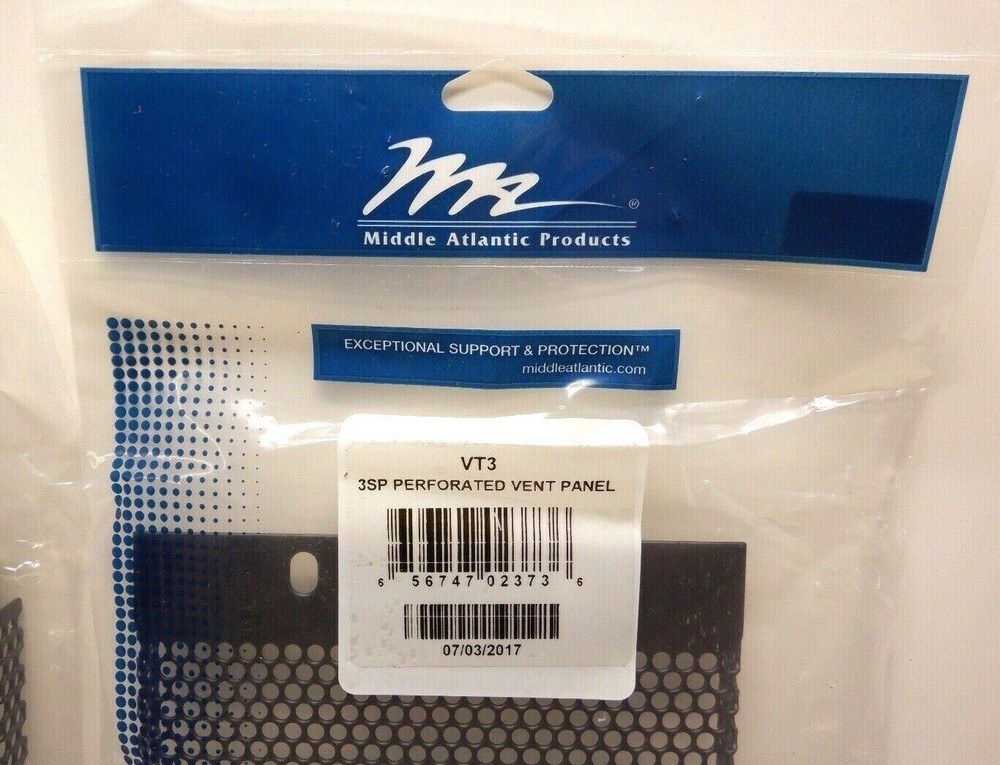 ®
Middle Atlantic Products
EXCEPTIONAL SUPPORT & PROTECTION™
middleatlantic.com
VT3
3SP PERFORATED VENT PANEL
6 56747 02373 6
07/03/2017